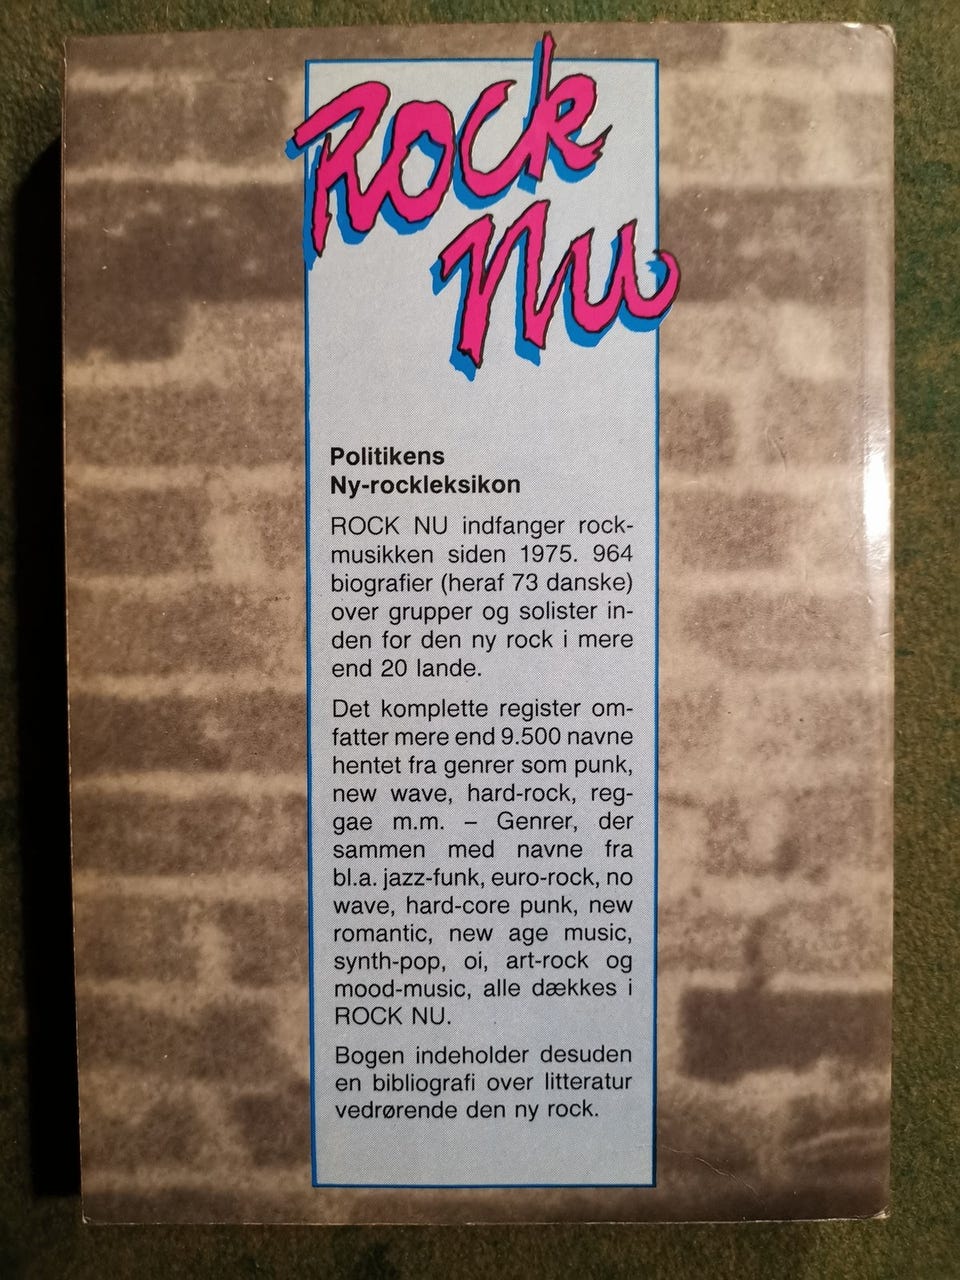 Rock
Nu
Politikens
Ny-rockleksikon
ROCK NU indfanger rock-
musikken siden 1975. 964
biografier (heraf 73 danske)
over grupper og solister in-
den for den ny rock i mere
end 20 lande.
Det komplette register om-
fatter mere end 9.500 navne
hentet fra genrer som punk,
new wave, hard-rock, reg-
gae m.m. – Genrer, der
sammen med navne fra
bl.a. jazz-funk, euro-rock, no
wave, hard-core punk, new
romantic, new age music,
synth-pop, oi, art-rock og
mood-music, alle dækkes i
ROCK NU.
Bogen indeholder desuden
en bibliografi over litteratur
vedrørende den ny rock.